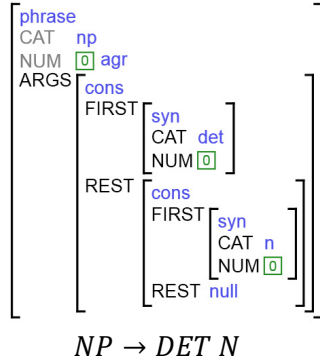 phrase
CAT np
NUM 0 agr
ARGS cons
FIRST syn
CAT det
NUM 0
REST cons
FIRST syn
CAT n
NUM 0
REST null
NP → DET N